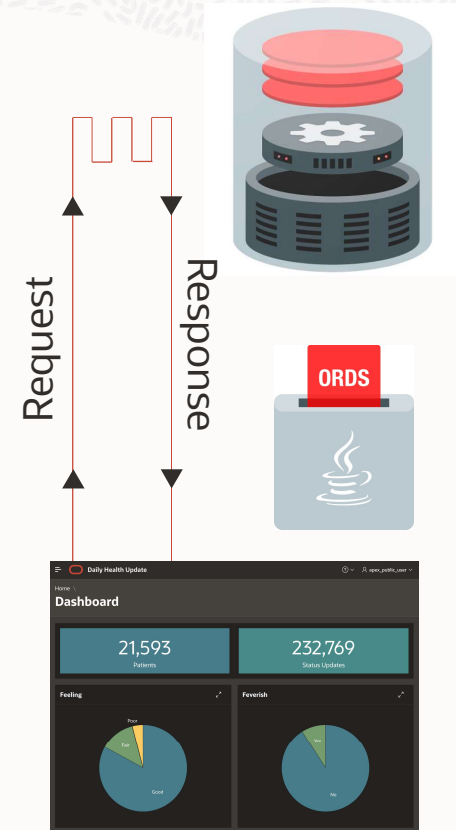 Request
Response
ORDS
Daily Health Update
apex_public_user
Home \
Dashboard
21,593
Patients
232,769
Status Updates
Feeling
Poor
Fair
Good
Feverish
Yes
No